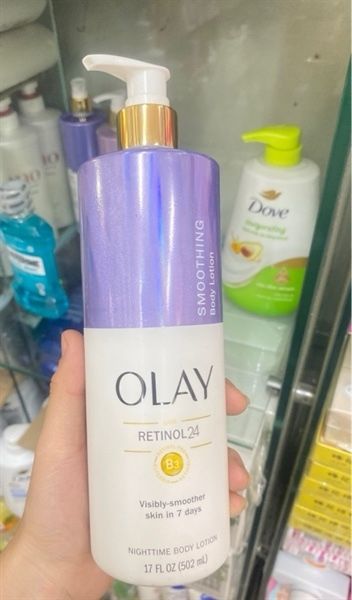 SMOOTHING
Body Lotion
OLAY
RETINOL24
B3
Visibly-smoother
skin in 7 days
NIGHTTIME BODY LOTION
17 FL OZ (502 mL)
Dove
invigorating